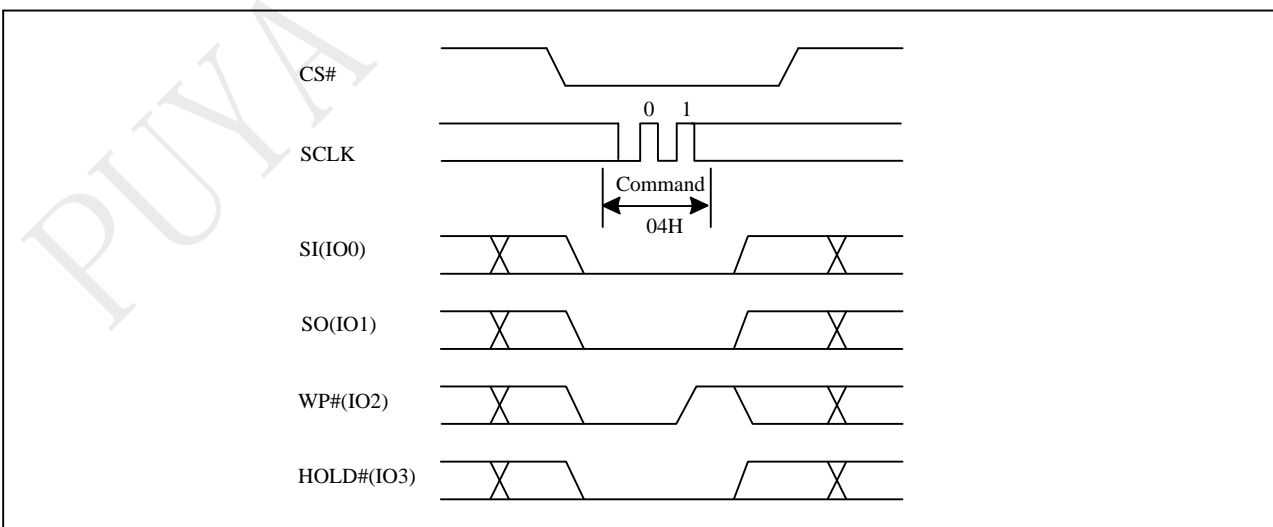 PUYA
CS#
0 1
SCLK
Command
04H
SI(IO0)
SO(IO1)
WP#(IO2)
HOLD#(IO3)